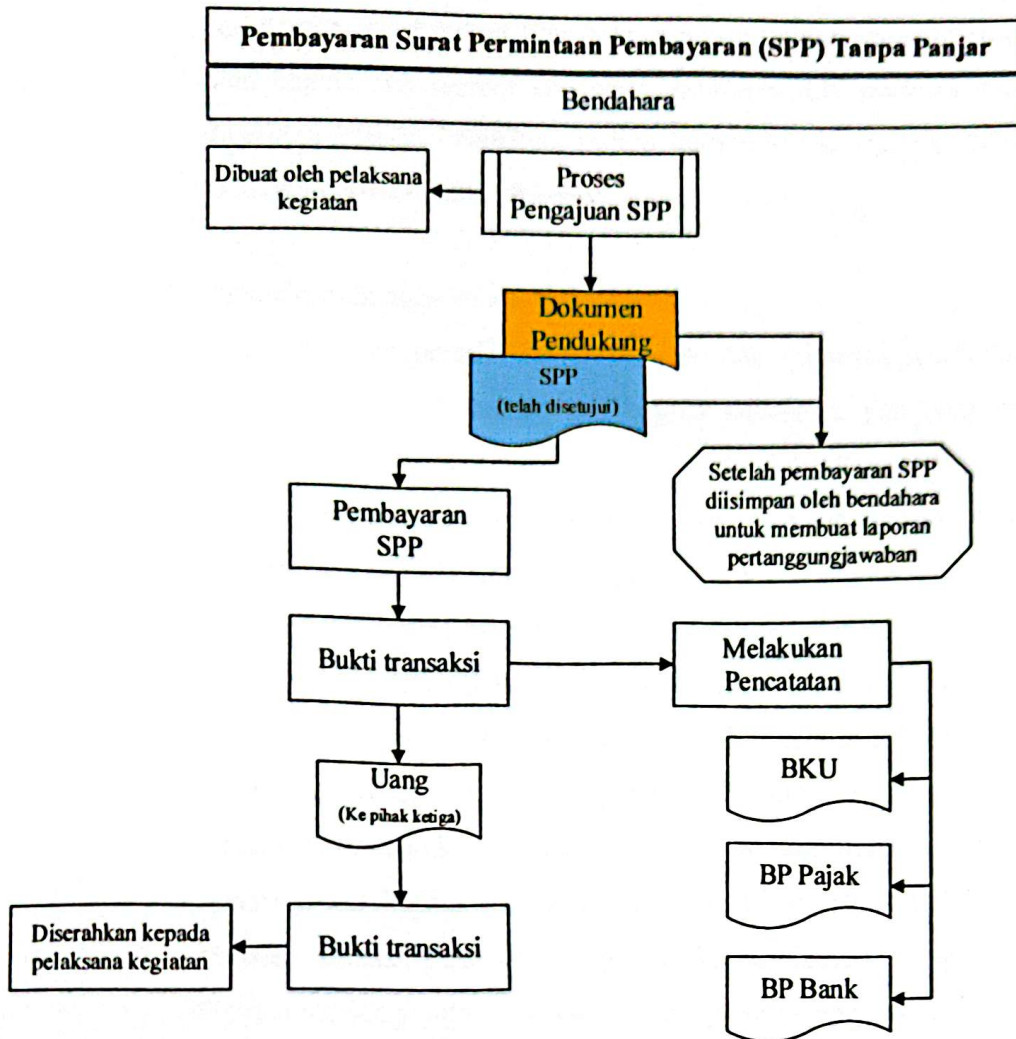 Pembayaran Surat Permintaan Pembayaran (SPP) Tanpa Panjar
Bendahara
Dibuat oleh pelaksana
kegiatan
Proses
Pengajuan SPP
Dokumen
Pendukung
SPP
(telah disetujui)
Setelah pembayaran SPP
diisimpan oleh bendahara
untuk membuat laporan
pertanggungjawaban
Pembayaran
SPP
Bukti transaksi
Melakukan
Pencatatan
BKU
Uang
(Ke pihak ketiga)
BP Pajak
Diserahkan kepada
pelaksana kegiatan
Bukti transaksi
BP Bank